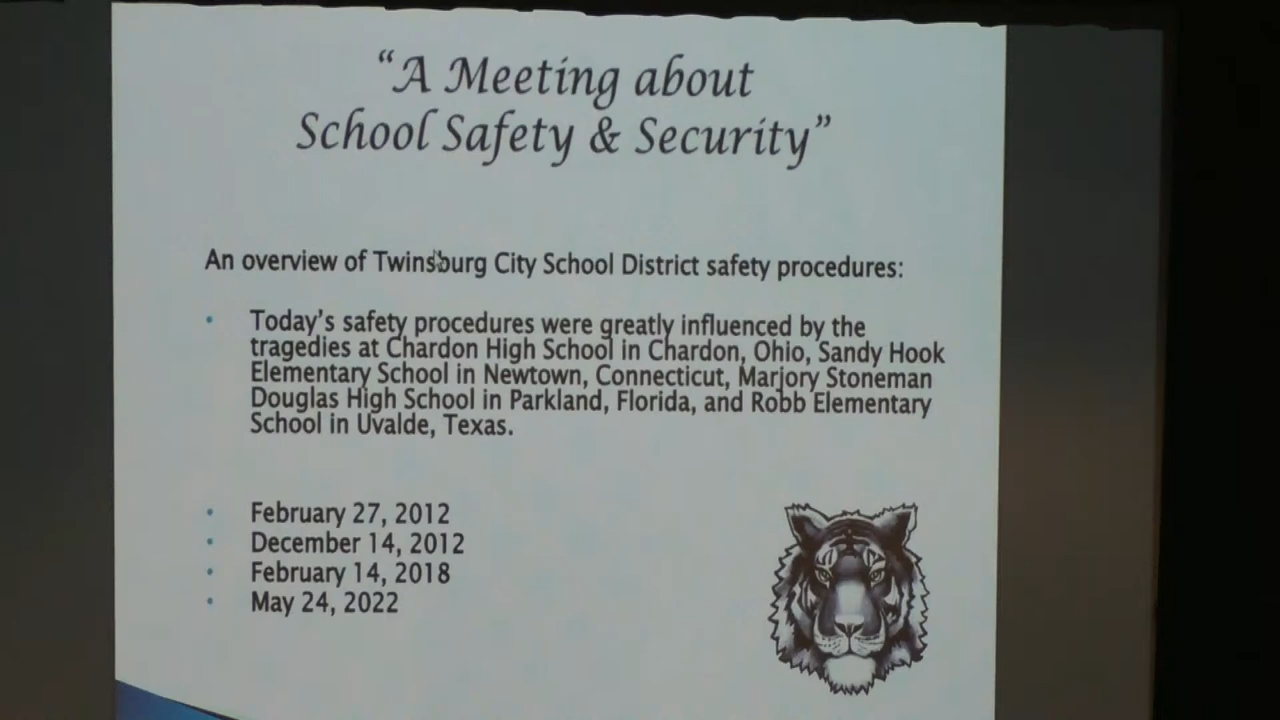 “A Meeting about
School Safety & Security”
An overview of Twinsburg City School District safety procedures:
• Today’s safety procedures were greatly influenced by the
tragedies at Chardon High School in Chardon, Ohio, Sandy Hook
Elementary School in Newtown, Connecticut, Marjory Stoneman
Douglas High School in Parkland, Florida, and Robb Elementary
School in Uvalde, Texas.
• February 27, 2012
• December 14, 2012
• February 14, 2018
• May 24, 2022